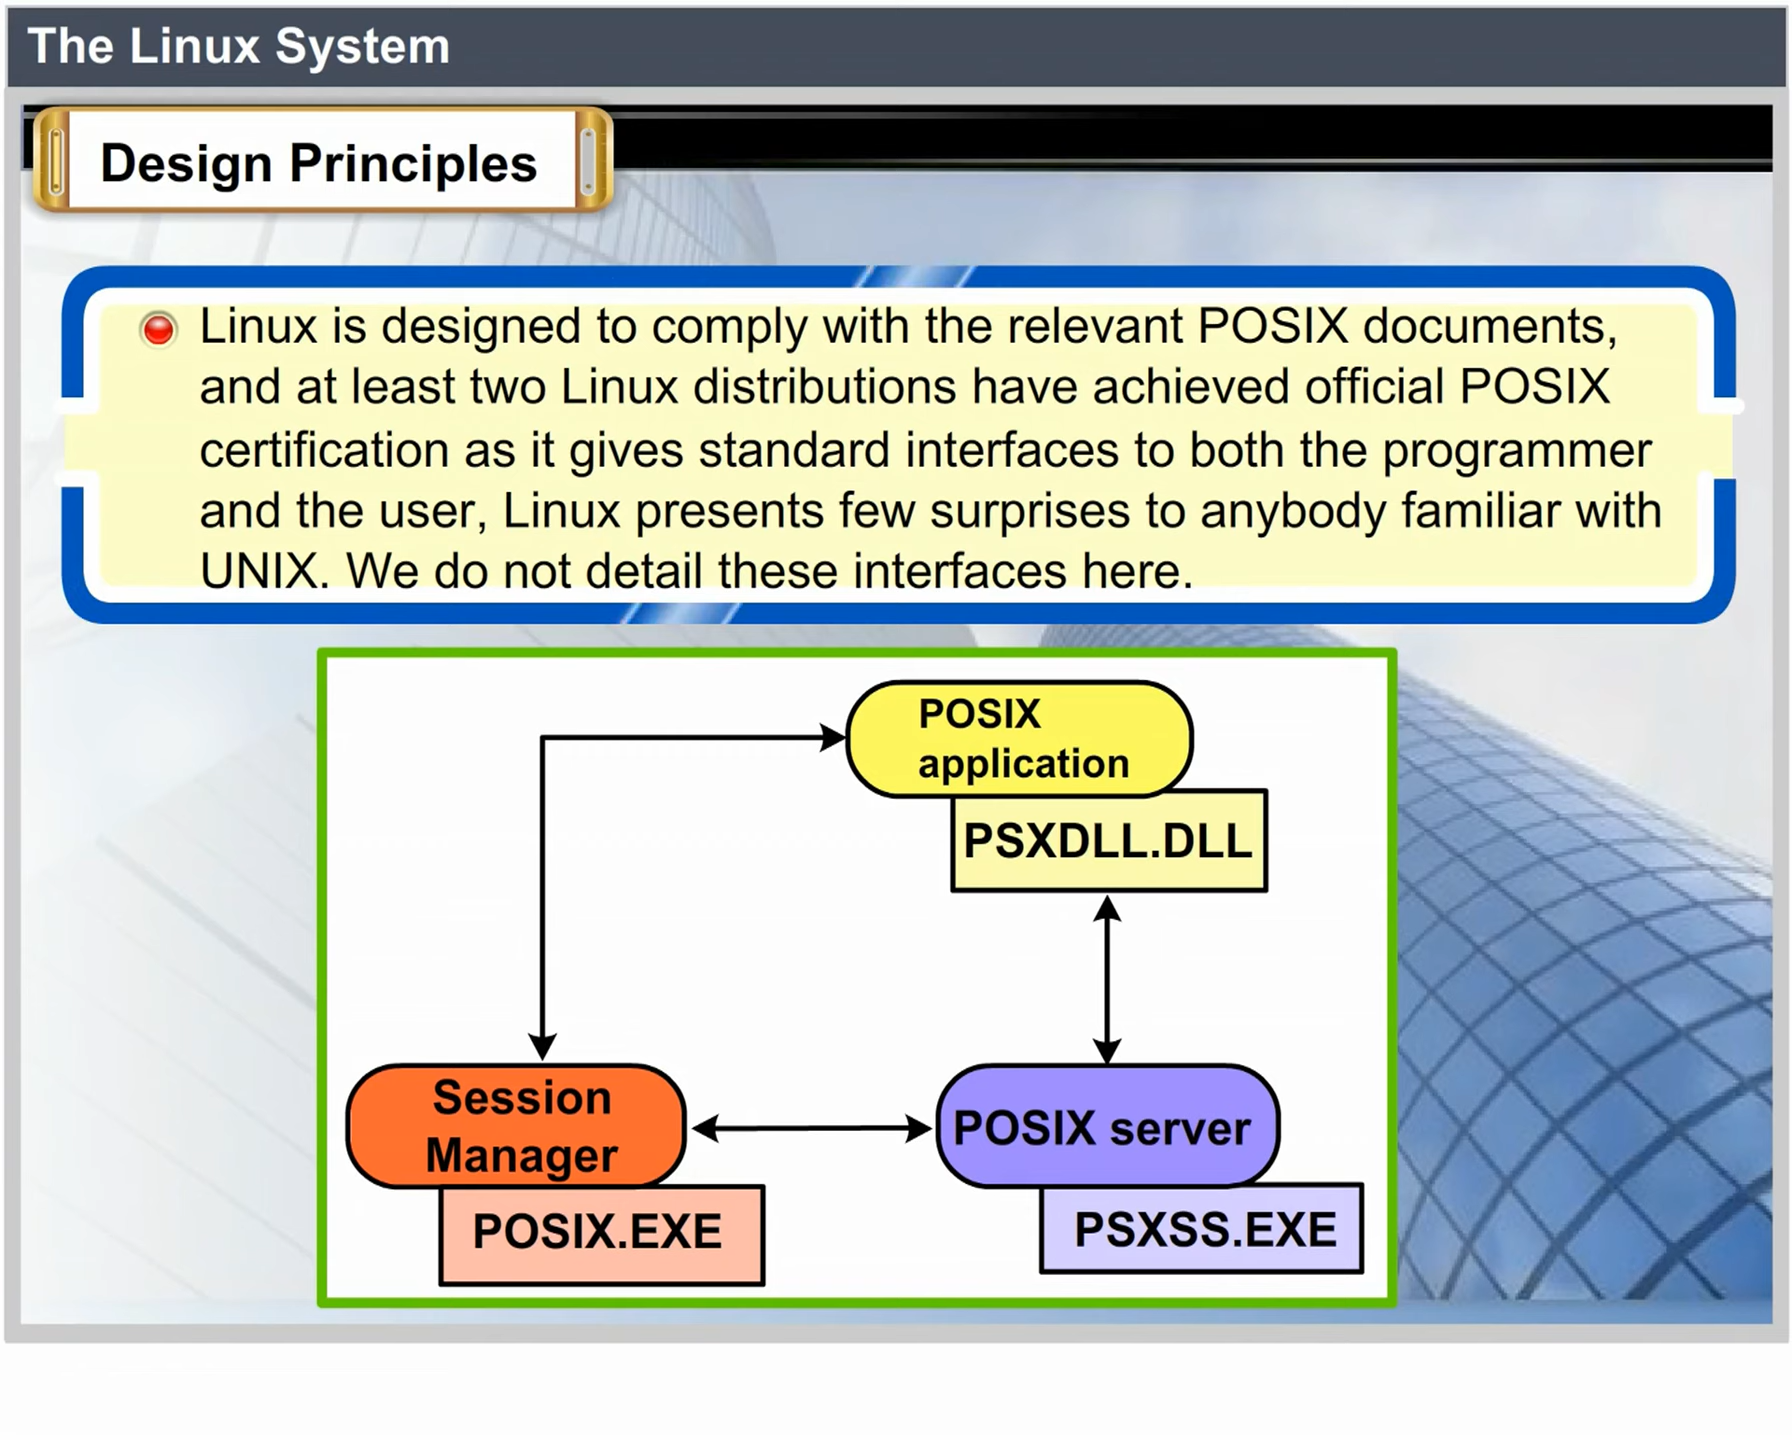 The Linux System
Design Principles
Linux is designed to comply with the relevant POSIX documents,
and at least two Linux distributions have achieved official POSIX
certification as it gives standard interfaces to both the programmer
and the user, Linux presents few surprises to anybody familiar with
UNIX. We do not detail these interfaces here.
POSIX
application
PSXDLL.DLL
Session
Manager
POSIX.EXE
POSIX server
PSXSS.EXE